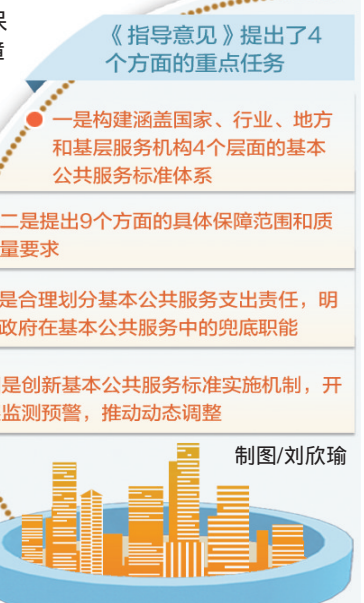 保
障
《指导意见》提出了4
个方面的重点任务
一是构建涵盖国家、行业、地方
和基层服务机构4个层面的基本
公共服务标准体系
二是提出9个方面的具体保障范围和质
量要求
是合理划分基本公共服务支出责任,明
政府在基本公共服务中的兜底职能
是创新基本公共服务标准实施机制,开
监测预警,推动动态调整
制图/刘欣瑜